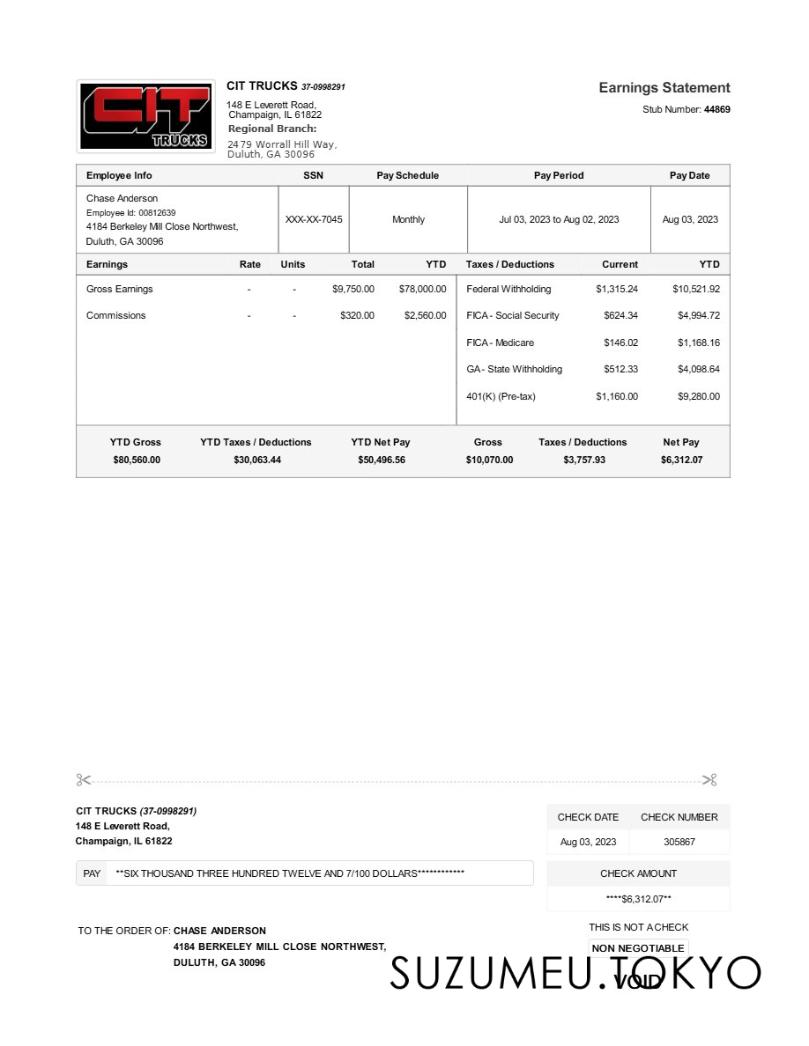 CIT TRUCKS
CIT TRUCKS 37-0998291
148 E Leverett Road,
Champaign, IL 61822
Regional Branch:
2479 Worrall Hill Way,
Duluth, GA 30096
Earnings Statement
Stub Number: 44869
Employee Info SSN Pay Schedule Pay Period Pay Date
Chase Anderson
Employee Id: 00812639
4184 Berkeley Mill Close Northwest,
Duluth, GA 30096
XXX-XX-7045 Monthly Jul 03, 2023 to Aug 02, 2023 Aug 03, 2023
Earnings Rate Units Total YTD Taxes / Deductions Current YTD
Gross Earnings - - $9,750.00 $78,000.00 Federal Withholding $1,315.24 $10,521.92
Commissions - - $320.00 $2,560.00 FICA - Social Security $624.34 $4,994.72
FICA - Medicare $146.02 $1,168.16
GA - State Withholding $512.33 $4,098.64
401(K) (Pre-tax) $1,160.00 $9,280.00
YTD Gross YTD Taxes / Deductions YTD Net Pay Gross Taxes / Deductions Net Pay
$80,560.00 $30,063.44 $50,496.56 $10,070.00 $3,757.93 $6,312.07
CIT TRUCKS (37-0998291)
148 E Leverett Road,
Champaign, IL 61822
CHECK DATE CHECK NUMBER
Aug 03, 2023 305867
PAY **SIX THOUSAND THREE HUNDRED TWELVE AND 7/100 DOLLARS************
CHECK AMOUNT
****$6,312.07**
TO THE ORDER OF: CHASE ANDERSON
4184 BERKELEY MILL CLOSE NORTHWEST,
DULUTH, GA 30096
THIS IS NOT A CHECK
NON NEGOTIABLE
VOID
SUZUMEU.TOKYO